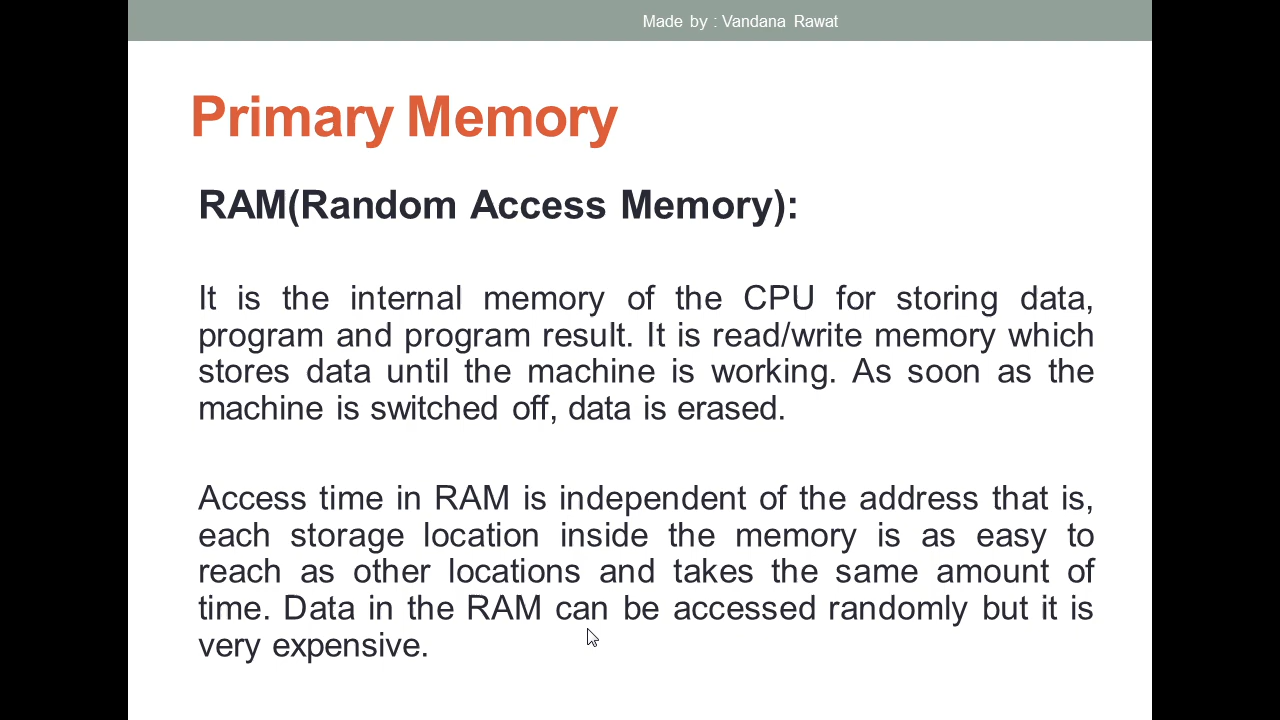 Made by : Vandana Rawat
Primary Memory
RAM(Random Access Memory):
It is the internal memory of the CPU for storing data,
program and program result. It is read/write memory which
stores data until the machine is working. As soon as the
machine is switched off, data is erased.
Access time in RAM is independent of the address that is,
each storage location inside the memory is as easy to
reach as other locations and takes the same amount of
time. Data in the RAM can be accessed randomly but it is
very expensive.